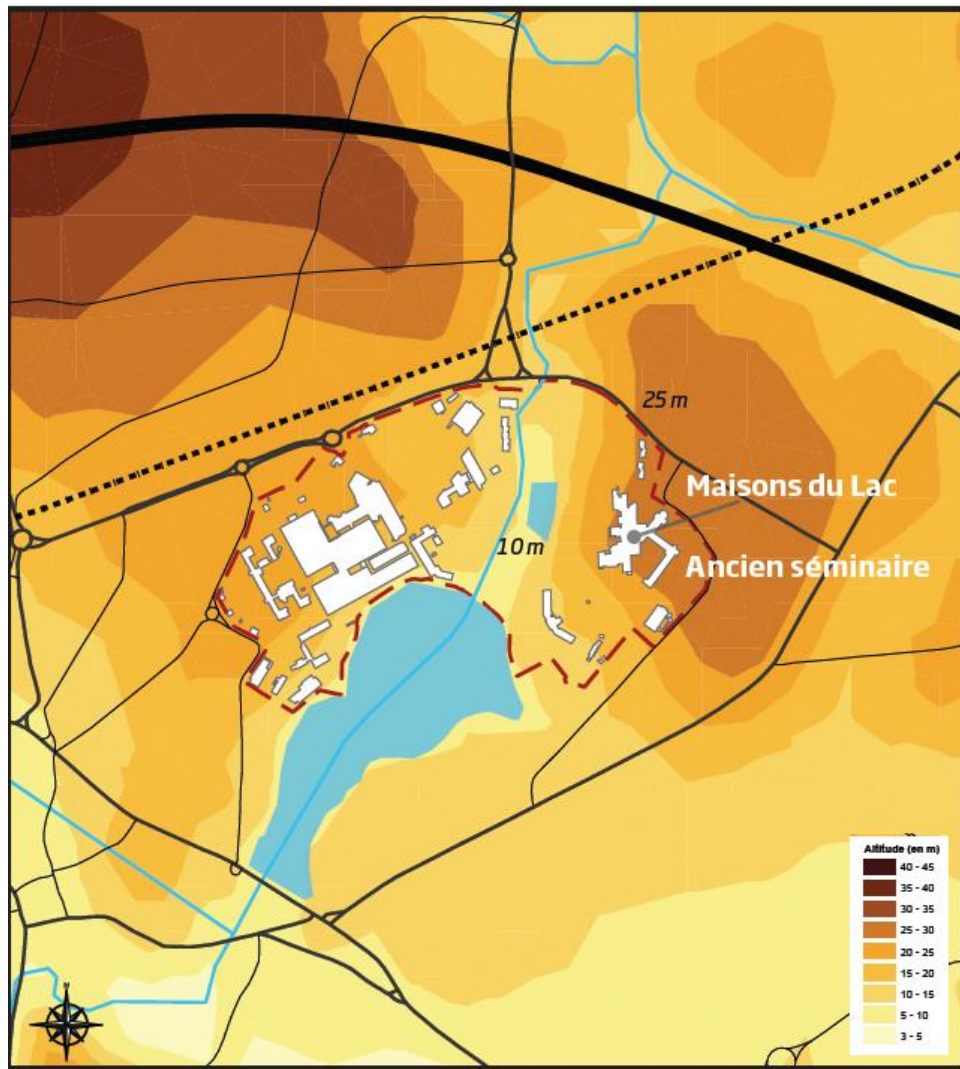 25 m
Maisons du Lac
10 m
Ancien séminaire
Altitude (en m)
40 - 45
35 - 40
30 - 35
25 - 30
20 - 25
15 - 20
10 - 15
5 - 10
3 - 5
N